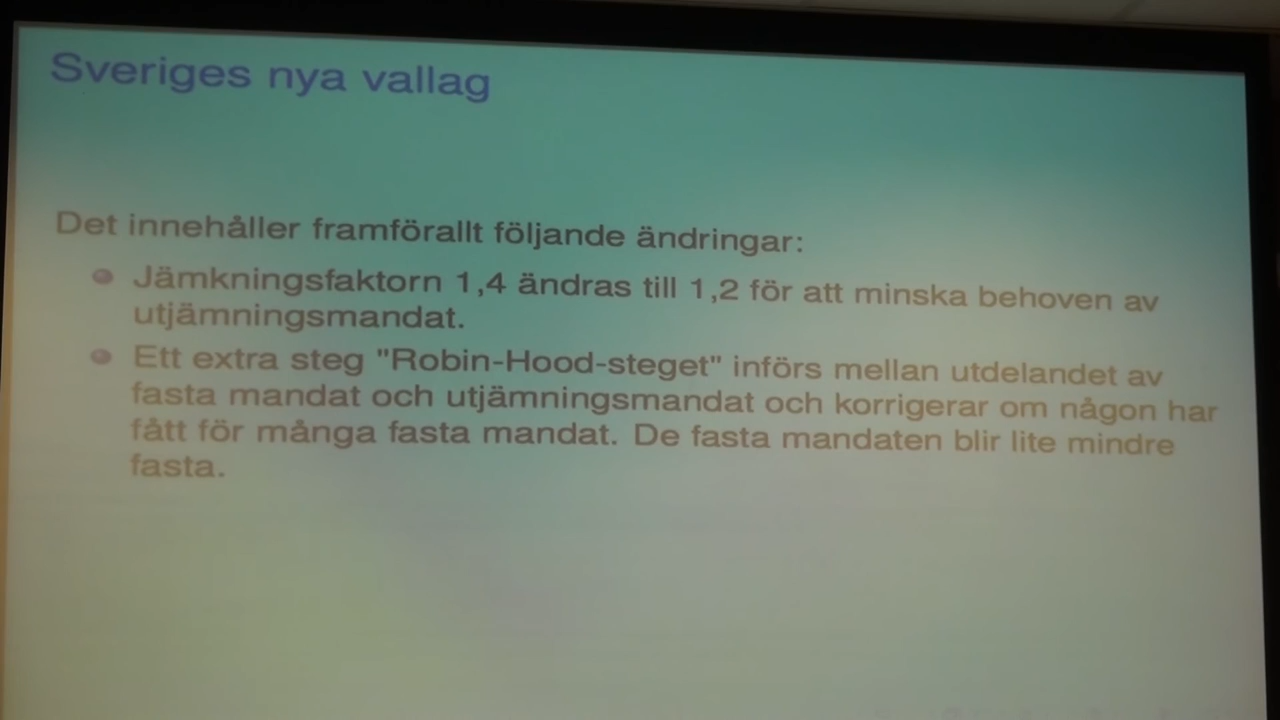 Sveriges nya vallag
Det innehåller framförallt följande ändringar:
Jämkningsfaktorn 1,4 ändras till 1,2 för att minska behoven av
utjämningsmandat.
Ett extra steg "Robin-Hood-steget" införs mellan utdelandet av
fasta mandat och utjämningsmandat och korrigerar om någon har
fått för många fasta mandat. De fasta mandaten blir lite mindre
fasta.